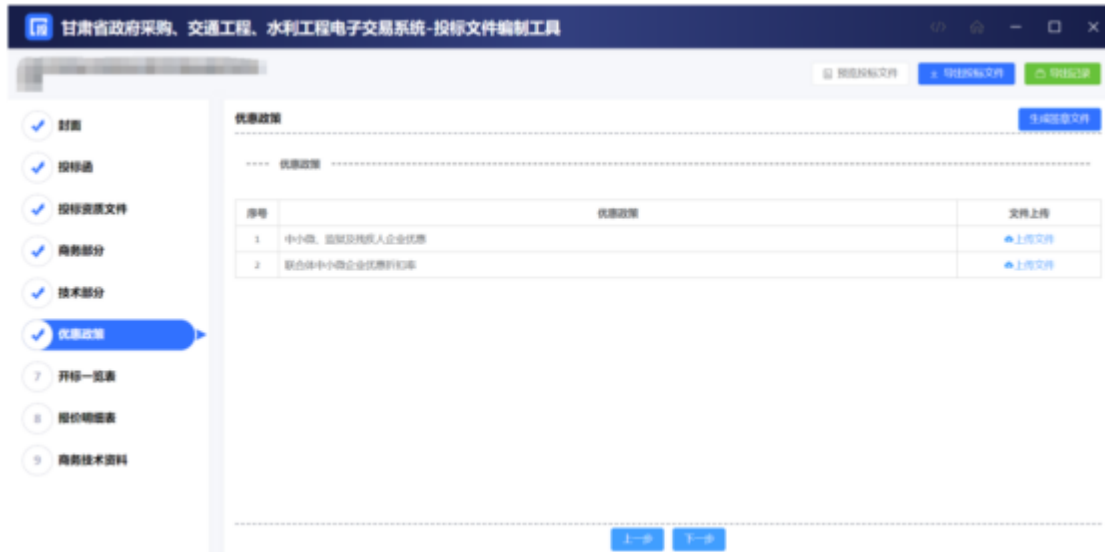 甘肃省政府采购、交通工程、水利工程电子交易系统-投标文件编制工具
预览投标文件
导出投标文件
导出记录
封面
投标函
投标资质文件
商务部分
技术部分
优惠政策
7 开标一览表
8 报价明细表
9 商务技术资料
优惠政策
生成签章文件
优惠政策
序号 优惠政策 文件上传
1 中小微、监狱及残疾人企业优惠 上传文件
2 联合体中小微企业优惠折扣率 上传文件
上一步 下一步